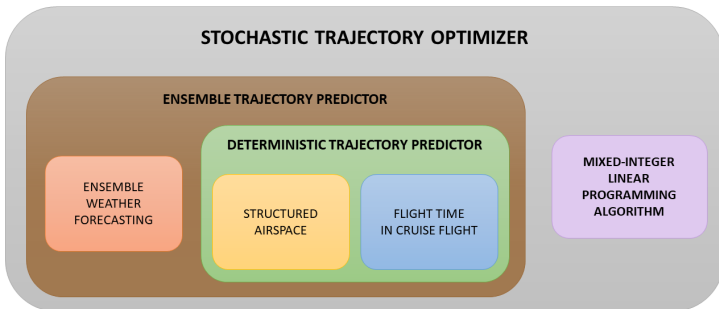 STOCHASTIC TRAJECTORY OPTIMIZER
ENSEMBLE TRAJECTORY PREDICTOR
DETERMINISTIC TRAJECTORY PREDICTOR
ENSEMBLE
WEATHER
FORECASTING
STRUCTURED
AIRSPACE
FLIGHT TIME
IN CRUISE FLIGHT
MIXED-INTEGER
LINEAR
PROGRAMMING
ALGORITHM